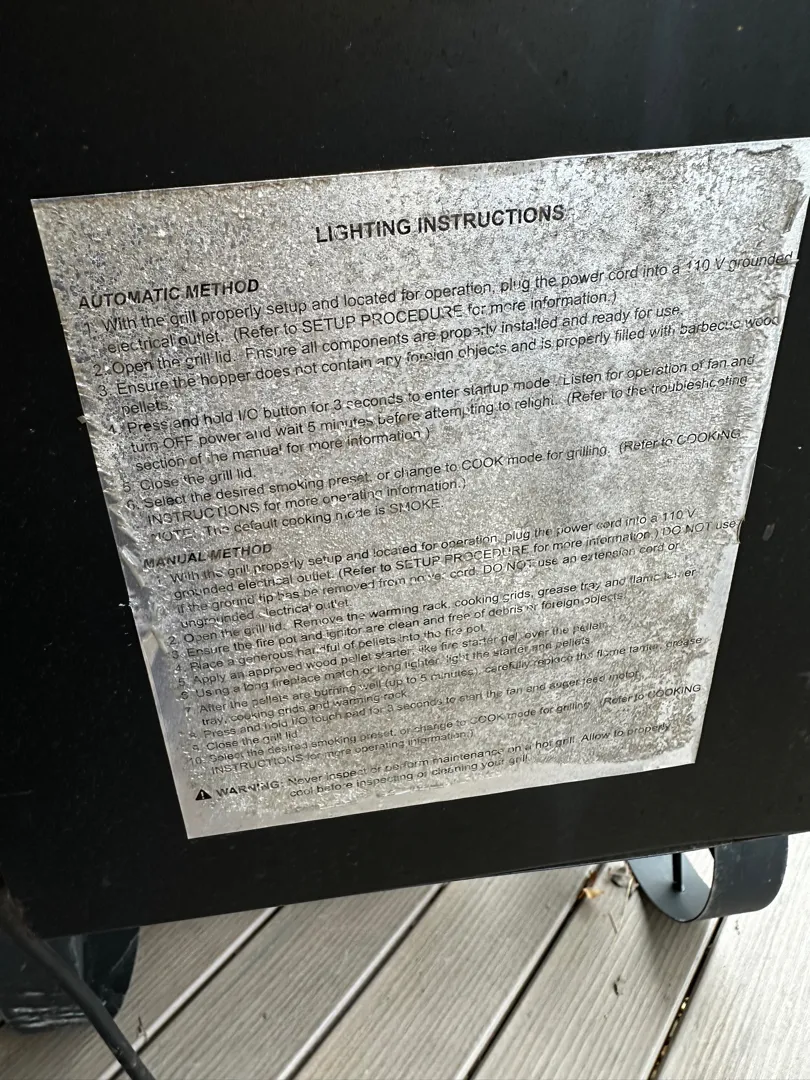 LIGHTING INSTRUCTIONS
AUTOMATIC METHOD
1. With the grill properly setup and located for operation, plug the power cord into a 110 V grounded
electrical outlet. (Refer to SETUP PROCEDURE for more information.)
2. Open the grill lid. Ensure all components are properly installed and ready for use.
3. Ensure the hopper does not contain any foreign objects and is properly filled with barbecue wood
pellets.
4. Press and hold I/O button for 3 seconds to enter startup mode. Listen for operation of fan and
turn OFF power and wait 5 minutes before attempting to relight. (Refer to the troubleshooting
section of the manual for more information.)
5. Close the grill lid.
6. Select the desired smoking preset, or change to COOK mode for grilling. (Refer to COOKING
INSTRUCTIONS for more operating information.)
NOTE: The default cooking mode is SMOKE
MANUAL METHOD
1. With the grill properly setup and located for operation, plug the power cord into a 110 V
grounded electrical outlet. (Refer to SETUP PROCEDURE for more information.) DO NOT use
if the ground tip has be removed from power cord. DO NOT use an extension cord or
ungrounded electrical outlet.
2. Open the grill lid. Remove the warming rack, cooking grids, grease tray and flame tamer
3. Ensure the fire pot and ignitor are clean and free of debris or foreign objects.
4. Place a generous handful of pellets into the fire pot.
5. Apply an approved wood pellet starter, like fire starter gel, over the pellets.
6. Using a long fireplace match or long lighter, light the starter and pellets.
7. After the pellets are burning well (up to 5 minutes), carefully replace the flame tamer, grease
tray, cooking grids and warming rack.
8. Press and hold I/O touch pad for 3 seconds to start the fan and auger feed motor.
9. Close the grill lid.
10. Select the desired smoking preset, or change to COOK mode for grilling. (Refer to COOKING
INSTRUCTIONS for more operating information.)
WARNING: Never inspect or perform maintenance on a hot grill. Allow to properly
cool before inspecting or cleaning your grill.